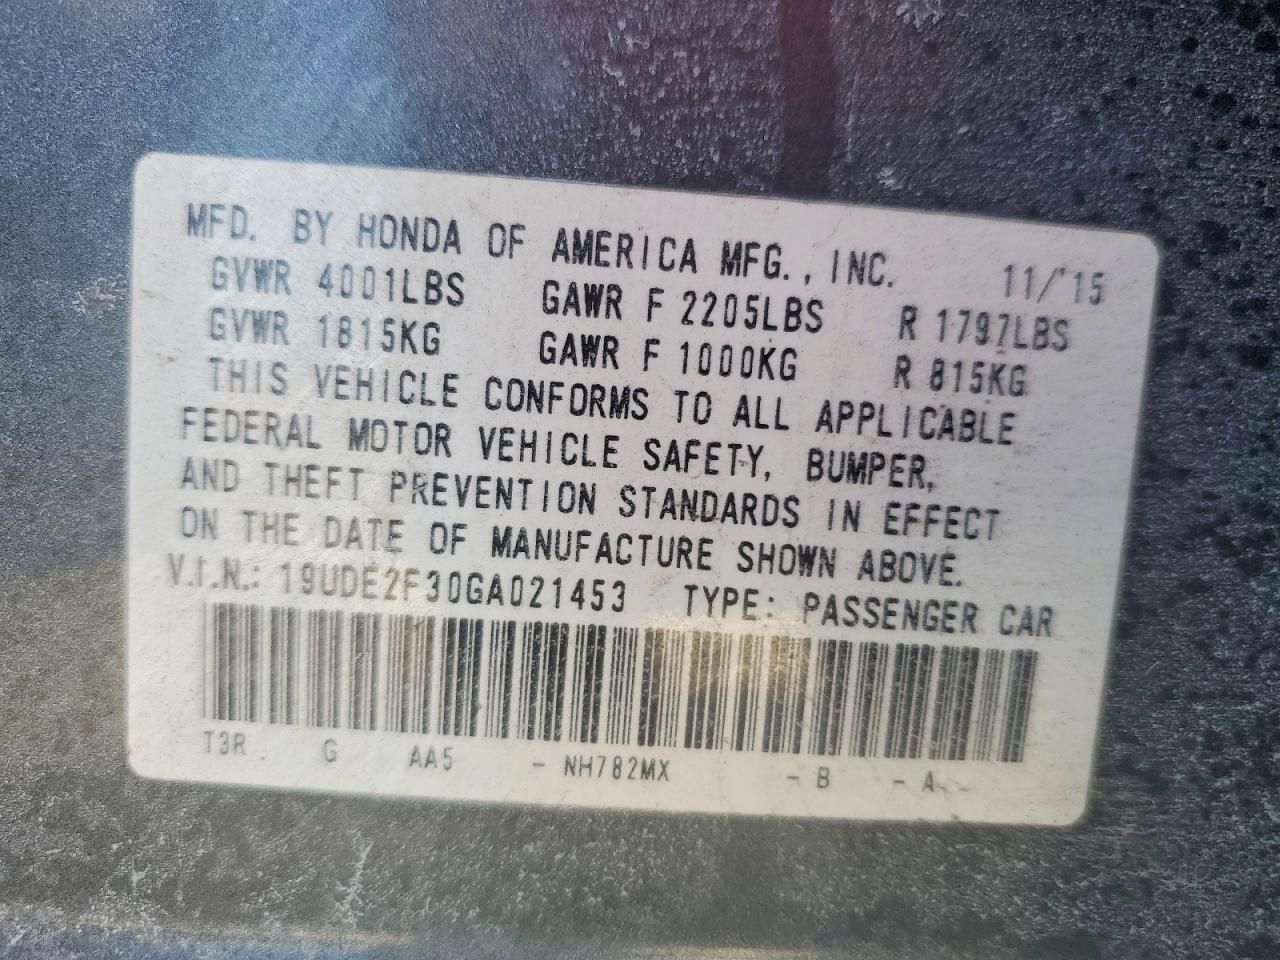 MFD. BY HONDA OF AMERICA MFG., INC. 11/'15
GVWR 4001LBS GAWR F 2205LBS R 1797LBS
GVWR 1815KG GAWR F 1000KG R 815KG
THIS VEHICLE CONFORMS TO ALL APPLICABLE
FEDERAL MOTOR VEHICLE SAFETY, BUMPER,
AND THEFT PREVENTION STANDARDS IN EFFECT
ON THE DATE OF MANUFACTURE SHOWN ABOVE.
V.I.N.: 19UDE2F30GA021453 TYPE: PASSENGER CAR
T3R G AA5 - NH782MX - B - A- -